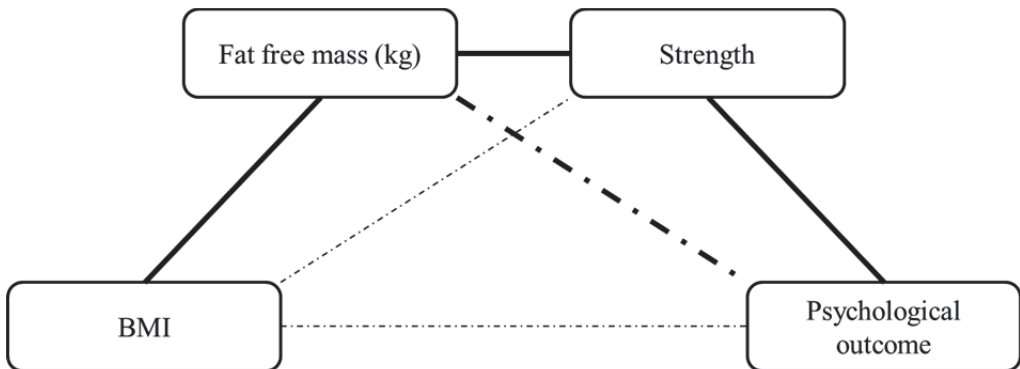 Fat free mass (kg)
Strength
BMI
Psychological
outcome